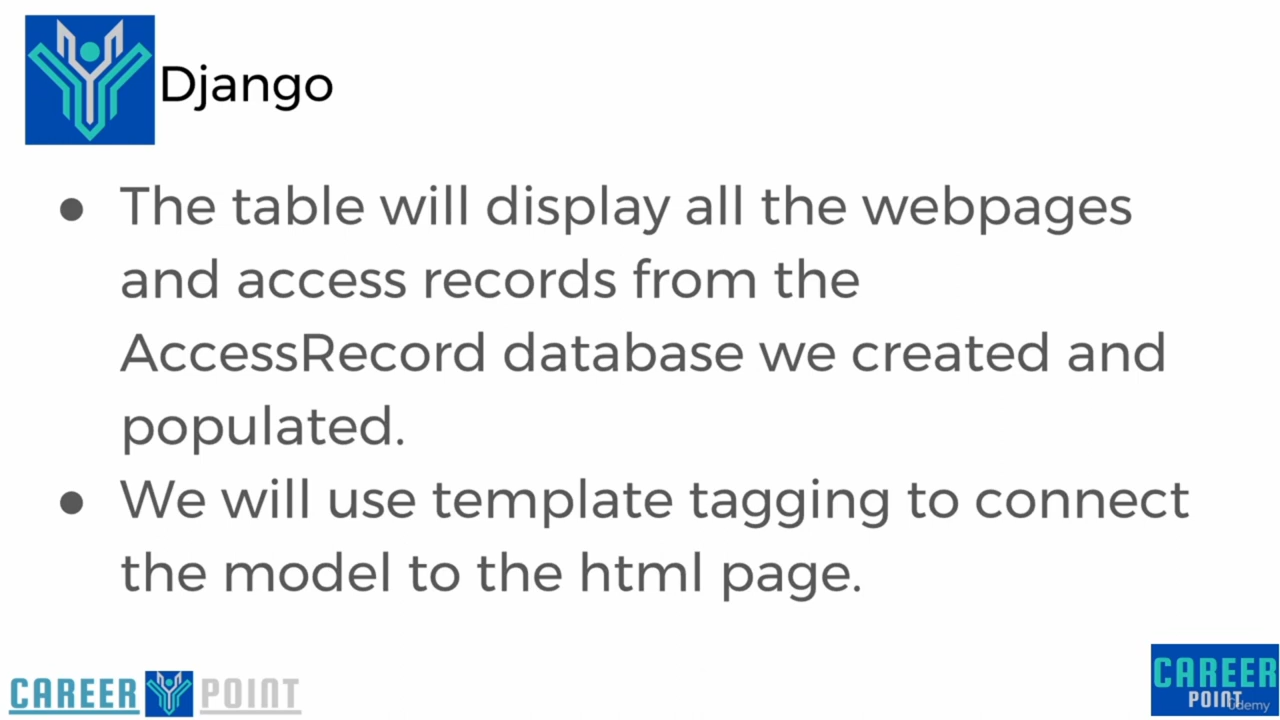 Django
● The table will display all the webpages
and access records from the
AccessRecord database we created and
populated.
● We will use template tagging to connect
the model to the html page.
CAREER POINT
CAREER
POINT
Udemy